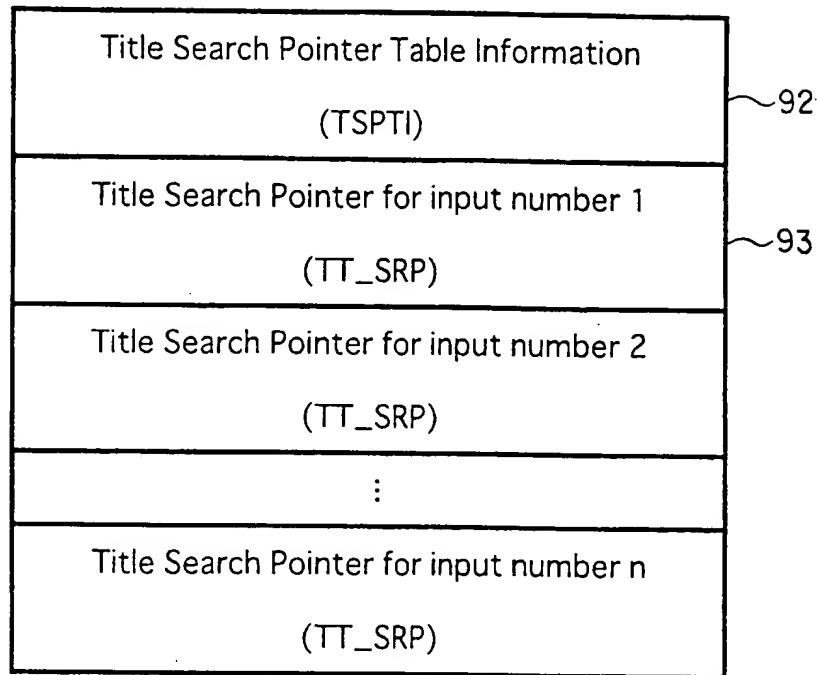 Title Search Pointer Table Information
(TSPTI)
92
Title Search Pointer for input number 1
(TT_SRP)
93
Title Search Pointer for input number 2
(TT_SRP)
⋮
Title Search Pointer for input number n
(TT_SRP)